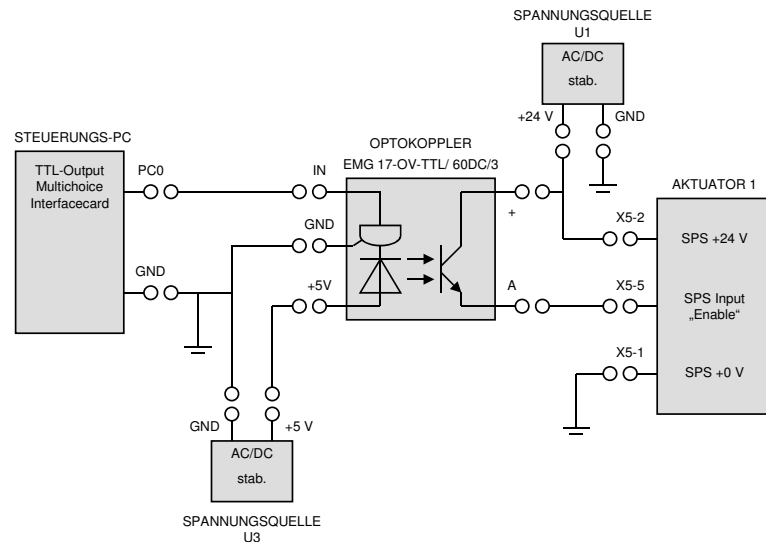 SPANNUNGSQUELLE
U1
AC/DC
stab.
+24 V
GND
STEUERUNGS-PC
TTL-Output
Multichoice
Interfacecard
PC0
GND
OPTOKOPPLER
EMG 17-OV-TTL/ 60DC/3
IN
GND
+5V
+
A
AKTUATOR 1
X5-2
SPS +24 V
X5-5
SPS Input
„Enable“
X5-1
SPS +0 V
GND
+5 V
AC/DC
stab.
SPANNUNGSQUELLE
U3